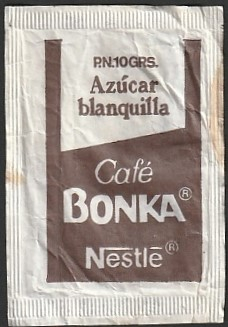 P.N.10GRS.
Azúcar
blanquilla
Café
BONKA®
Nestlé®